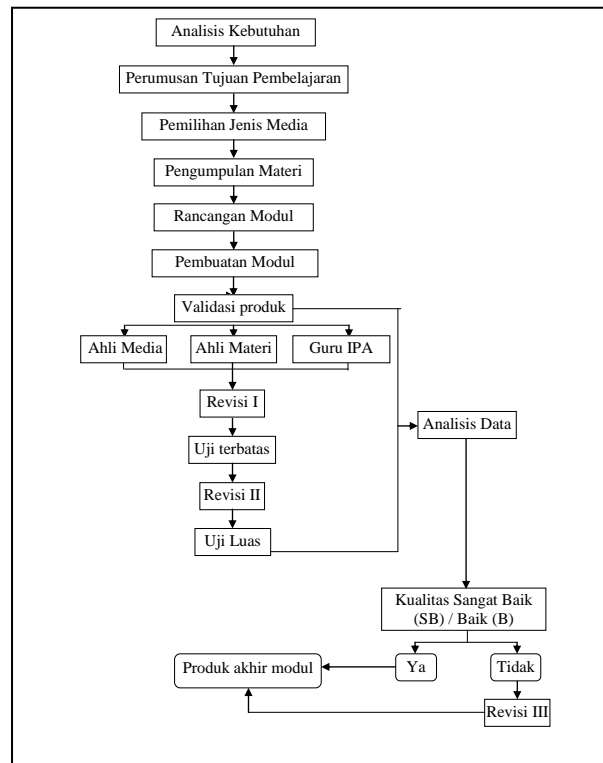 Analisis Kebutuhan
Perumusan Tujuan Pembelajaran
Pemilihan Jenis Media
Pengumpulan Materi
Rancangan Modul
Pembuatan Modul
Validasi produk
Ahli Media
Ahli Materi
Guru IPA
Revisi I
Uji terbatas
Revisi II
Uji Luas
Analisis Data
Kualitas Sangat Baik
(SB) / Baik (B)
Ya
Tidak
Produk akhir modul
Revisi III